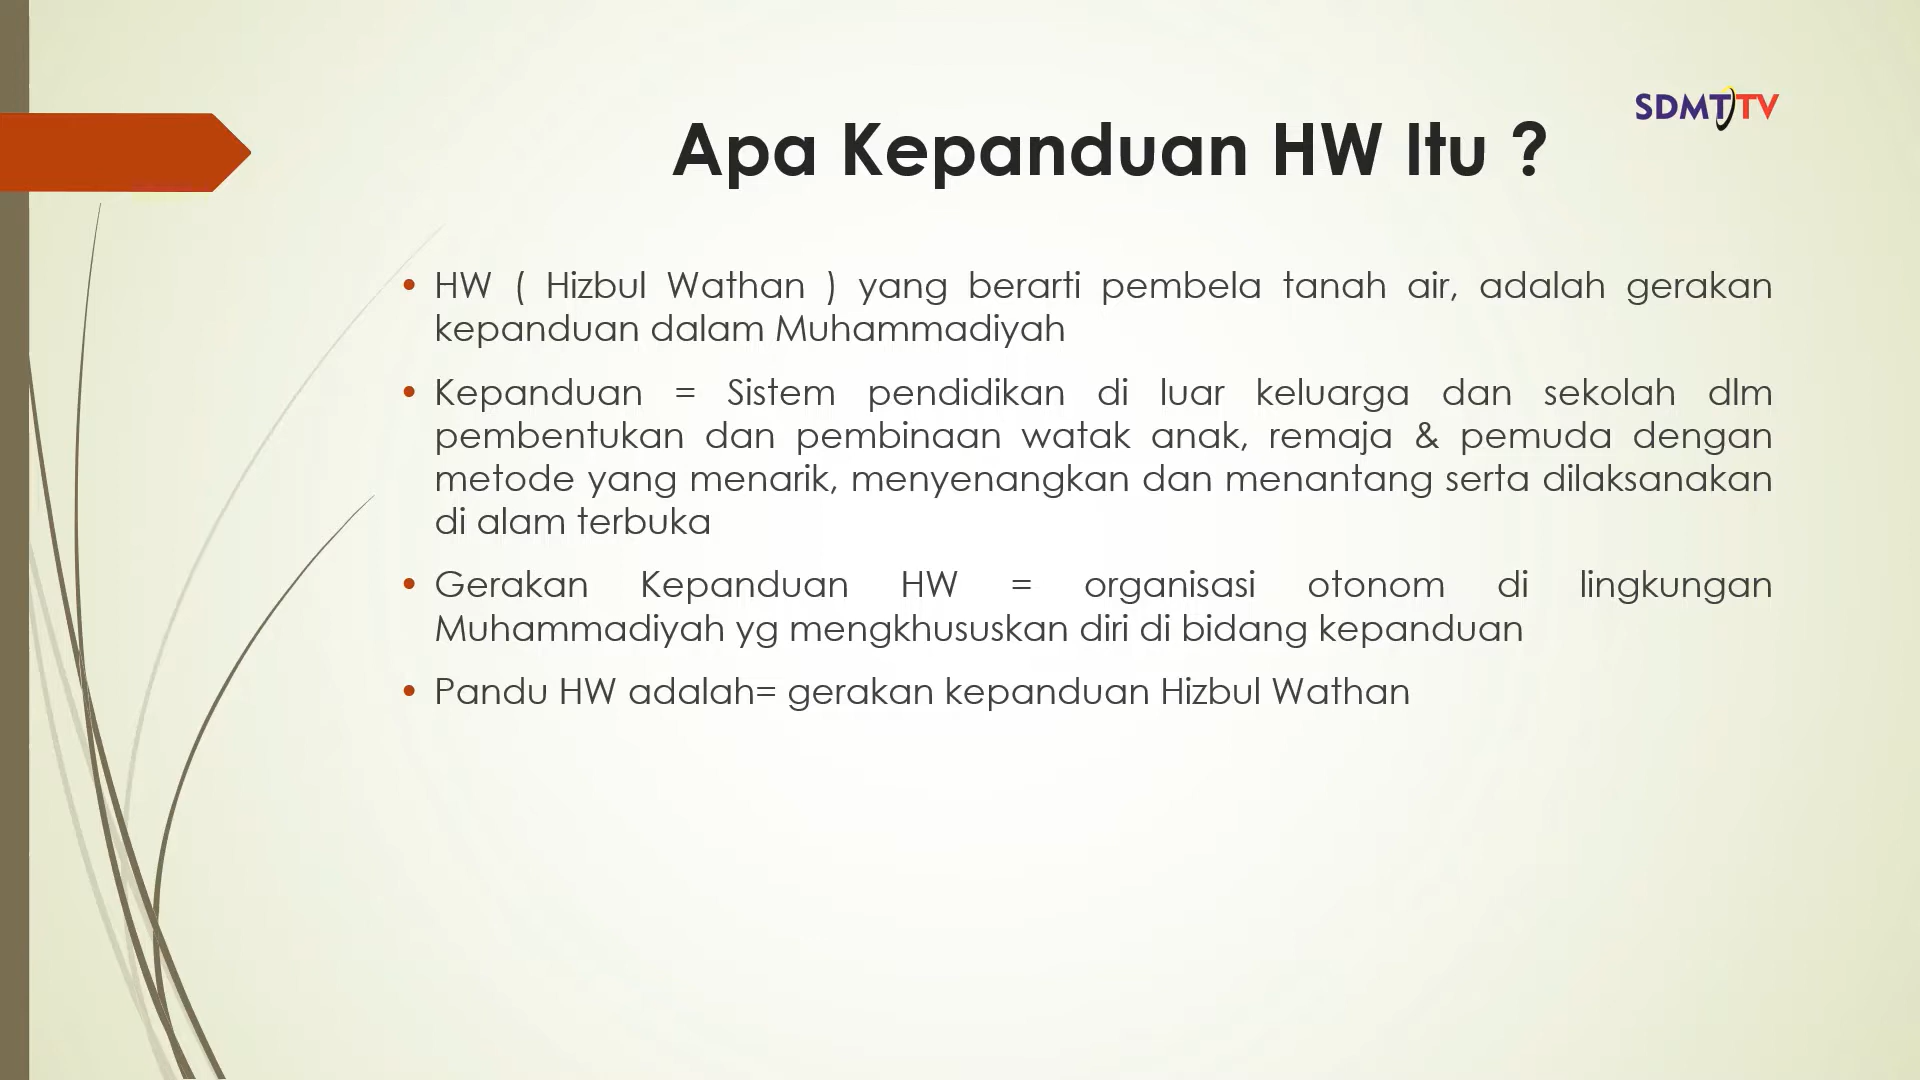 SDMT TV
Apa Kepanduan HW Itu ?
• HW ( Hizbul Wathan ) yang berarti pembela tanah air, adalah gerakan
kepanduan dalam Muhammadiyah
• Kepanduan = Sistem pendidikan di luar keluarga dan sekolah dlm
pembentukan dan pembinaan watak anak, remaja & pemuda dengan
metode yang menarik, menyenangkan dan menantang serta dilaksanakan
di alam terbuka
• Gerakan Kepanduan HW = organisasi otonom di lingkungan
Muhammadiyah yg mengkhususkan diri di bidang kepanduan
• Pandu HW adalah= gerakan kepanduan Hizbul Wathan